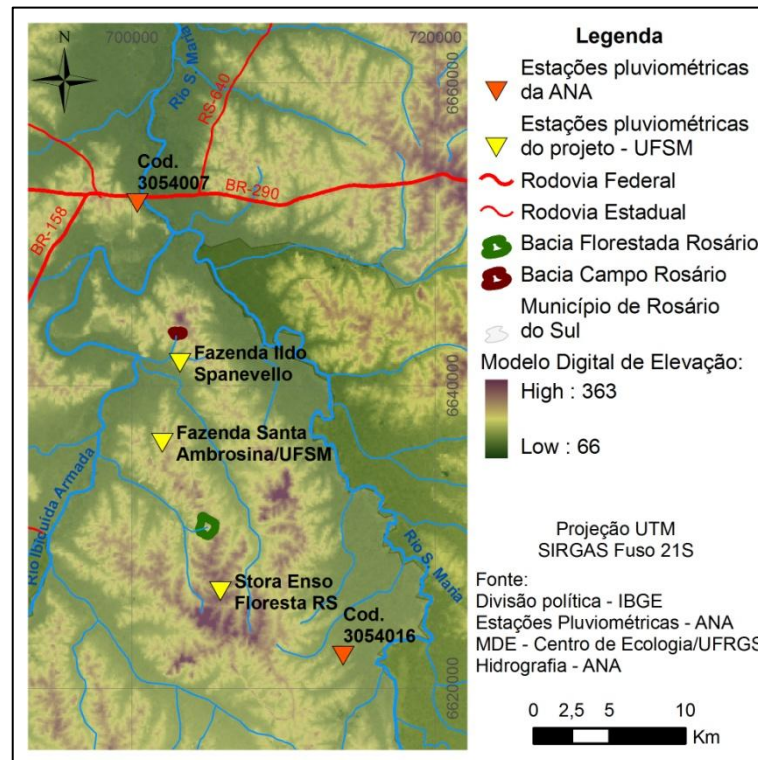 700000
720000
6660000
6640000
6620000
N
Rio S. Maria
RS-640
Cod.
3054007
BR-290
BR-158
Fazenda Ildo
Spanevello
Fazenda Santa
Ambrosina/UFSM
Rio Ibicuída Armada
Rio S. Maria
Stora Enso
Floresta RS
Cod.
3054016
Legenda
Estações pluviométricas
da ANA
Estações pluviométricas
do projeto - UFSM
Rodovia Federal
Rodovia Estadual
Bacia Florestada Rosário
Bacia Campo Rosário
Município de Rosário
do Sul
Modelo Digital de Elevação:
High : 363
Low : 66
Projeção UTM
SIRGAS Fuso 21S
Fonte:
Divisão política - IBGE
Estações Pluviométricas - ANA
MDE - Centro de Ecologia/UFRGS
Hidrografia - ANA
0 2,5 5 10
Km